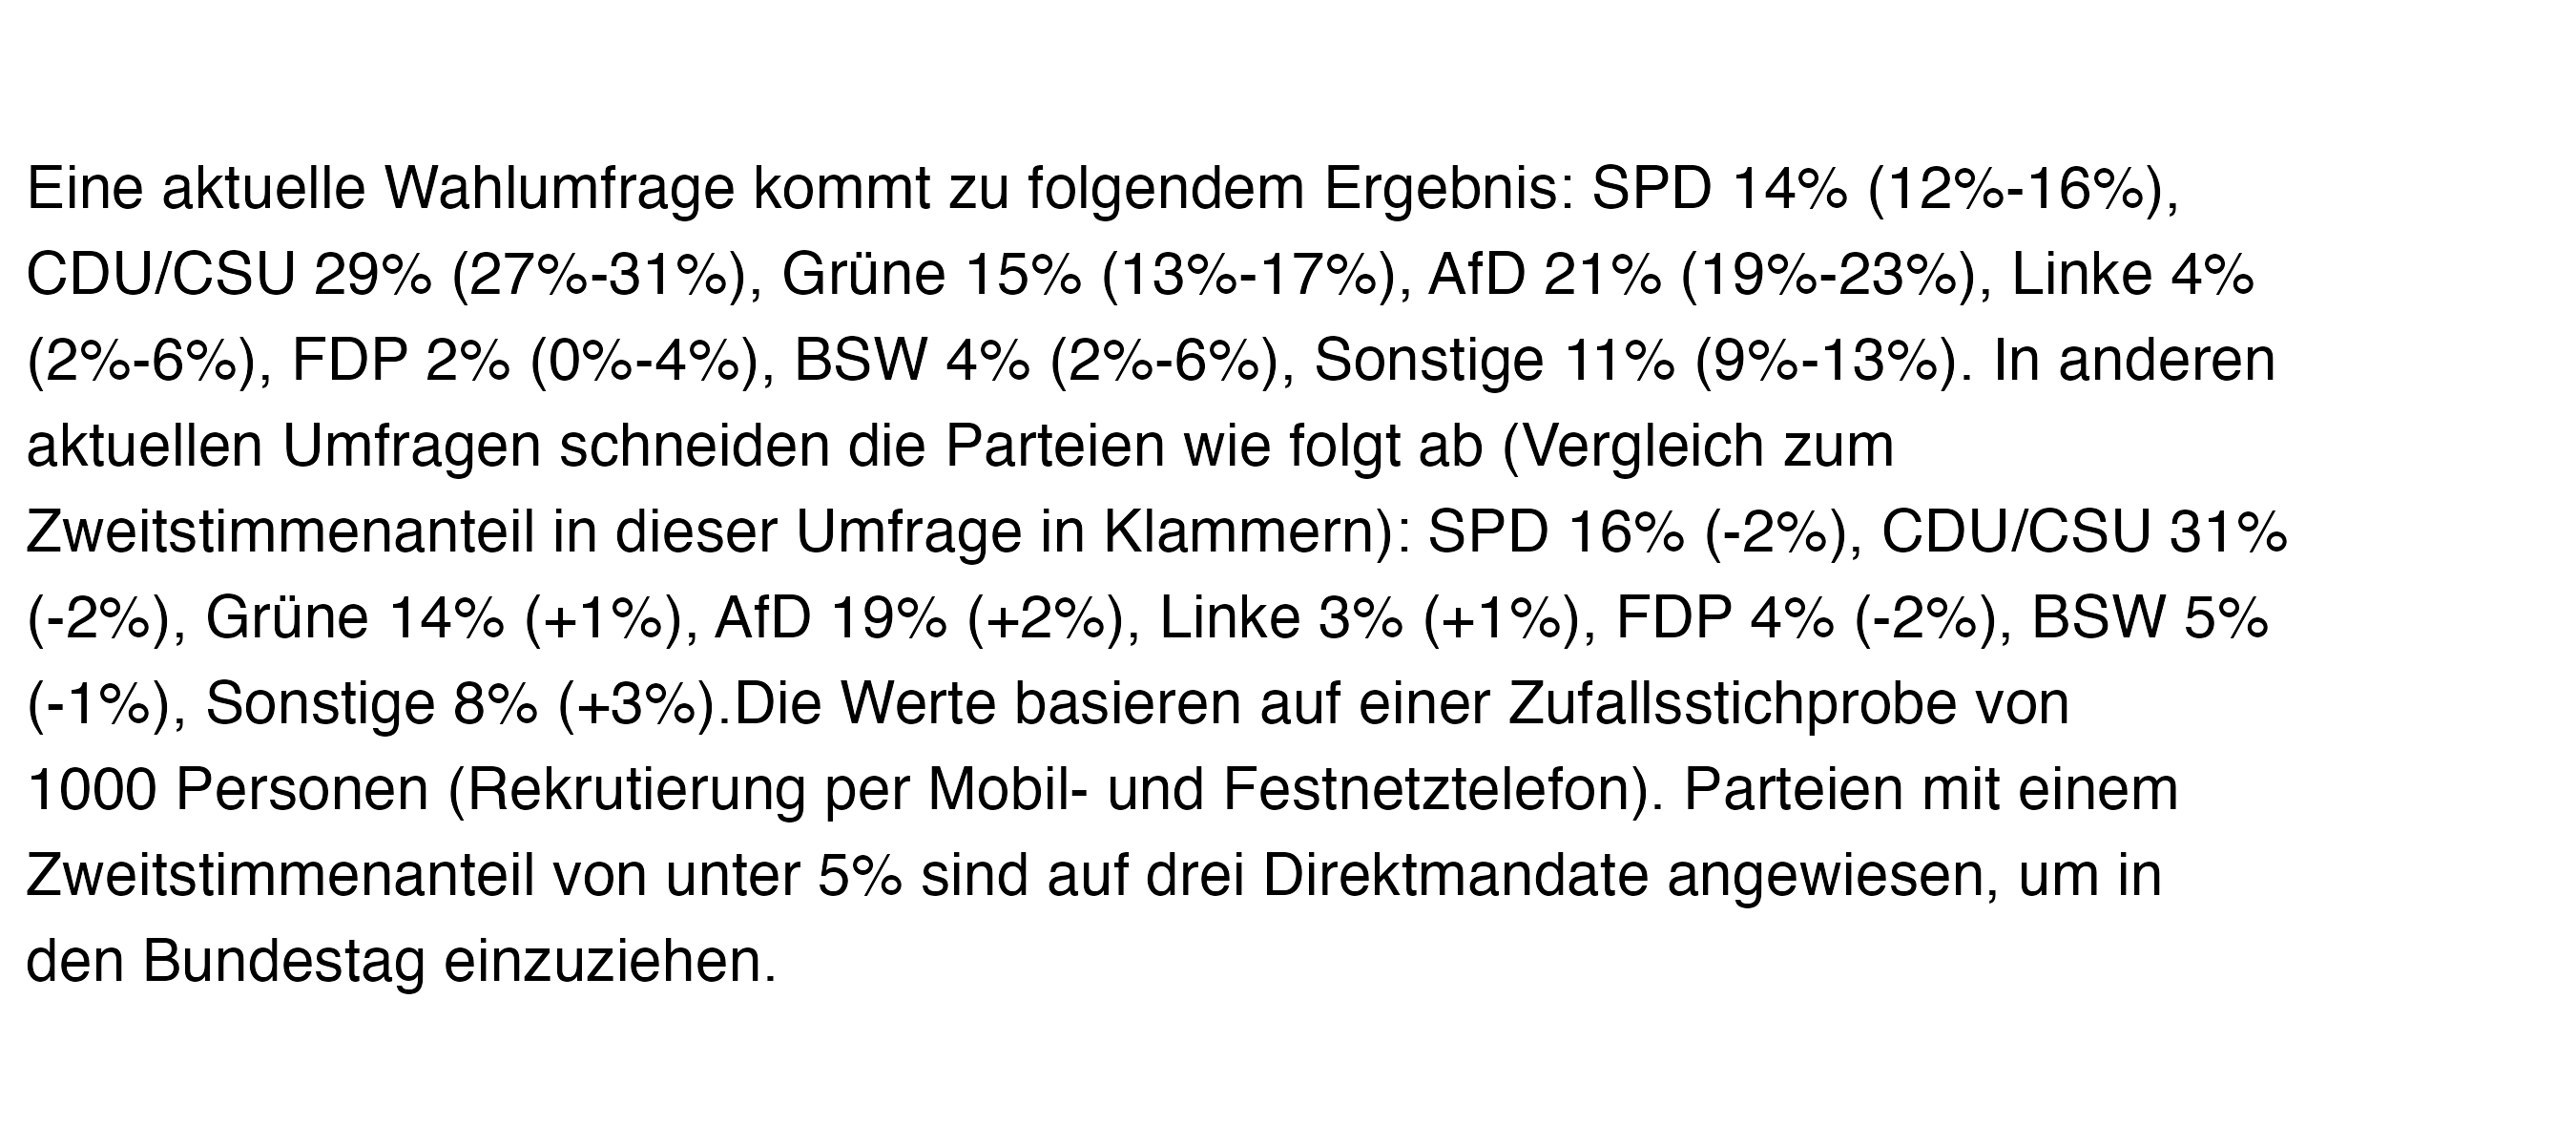 Eine aktuelle Wahlumfrage kommt zu folgendem Ergebnis: SPD 14% (12%-16%),
CDU/CSU 29% (27%-31%), Grüne 15% (13%-17%), AfD 21% (19%-23%), Linke 4%
(2%-6%), FDP 2% (0%-4%), BSW 4% (2%-6%), Sonstige 11% (9%-13%). In anderen
aktuellen Umfragen schneiden die Parteien wie folgt ab (Vergleich zum
Zweitstimmenanteil in dieser Umfrage in Klammern): SPD 16% (-2%), CDU/CSU 31%
(-2%), Grüne 14% (+1%), AfD 19% (+2%), Linke 3% (+1%), FDP 4% (-2%), BSW 5%
(-1%), Sonstige 8% (+3%).Die Werte basieren auf einer Zufallsstichprobe von
1000 Personen (Rekrutierung per Mobil- und Festnetztelefon). Parteien mit einem
Zweitstimmenanteil von unter 5% sind auf drei Direktmandate angewiesen, um in
den Bundestag einzuziehen.